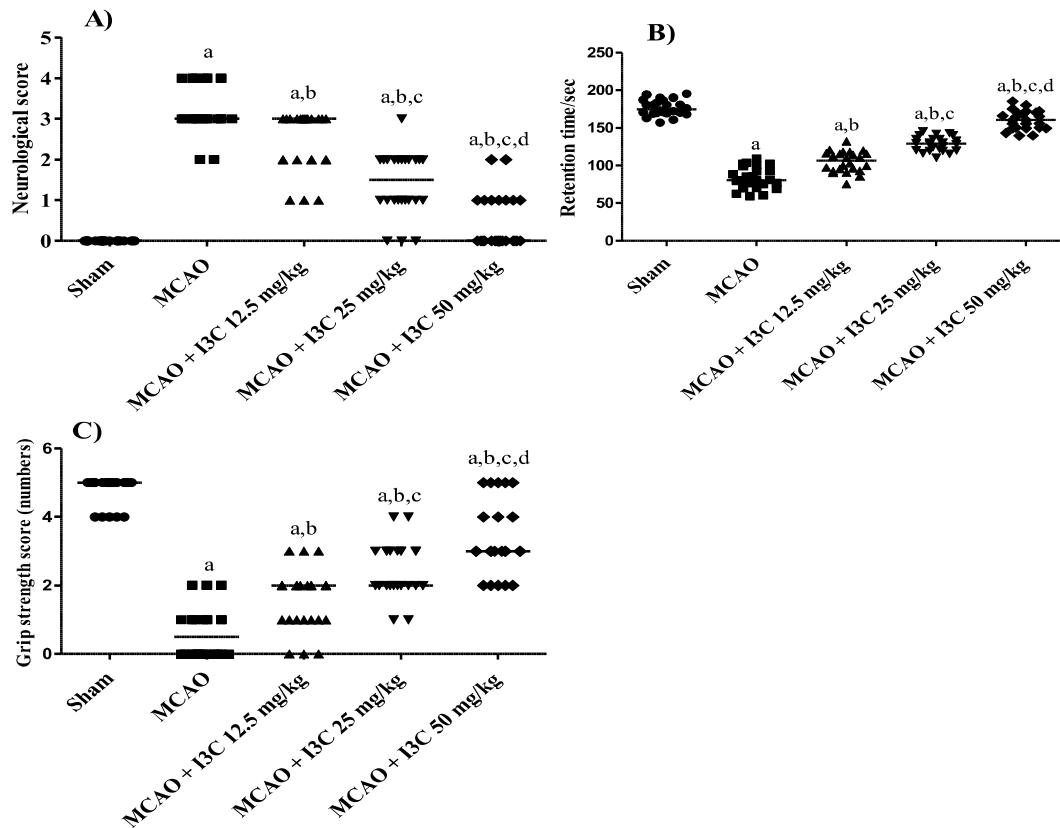 A)
Neurological score
5
4
3
2
1
0
a
a,b
a,b,c
a,b,c,d
Sham
MCAO
MCAO + I3C 12.5 mg/kg
MCAO + I3C 25 mg/kg
MCAO + I3C 50 mg/kg
B)
Retention time/sec
250
200
150
100
50
0
a
a,b
a,b,c
a,b,c,d
Sham
MCAO
MCAO + I3C 12.5 mg/kg
MCAO + I3C 25 mg/kg
MCAO + I3C 50 mg/kg
C)
Grip strength score (numbers)
6
4
2
0
a
a,b
a,b,c
a,b,c,d
Sham
MCAO
MCAO + I3C 12.5 mg/kg
MCAO + I3C 25 mg/kg
MCAO + I3C 50 mg/kg